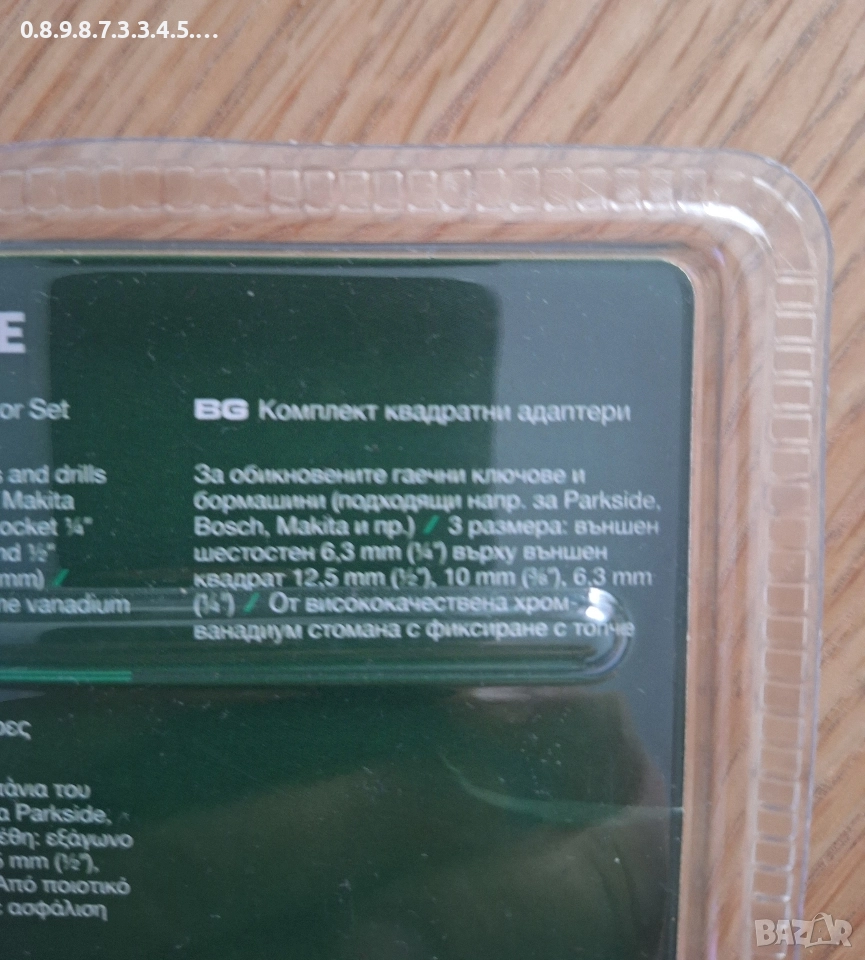 0.8.9.8.7.3.3.4.5....
E
or Set
s and drills
Makita
ocket ¼"
nd ½"
mm) /
me vanadium
BG Комплект квадратни адаптери
За обикновените гаечни ключове и
бормашини (подходящи напр. за Parkside,
Bosch, Makita и пр.) / 3 размера: външен
шестостен 6,3 mm (¼") върху външен
квадрат 12,5 mm (½"), 10 mm (⅜"), 6,3 mm
(¼") / От висококачествена хром-
ванадиум стомана с фиксиране с топче
ρες
πάνια του
α Parkside,
έθη: εξάγωνο
5 mm (½"),
Από ποιοτικό
ε ασφάλιση
BAZAR